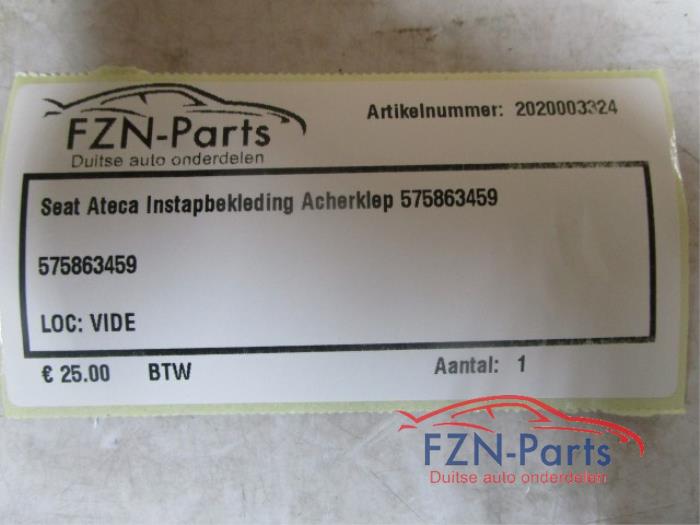 FZN-Parts
Duitse auto onderdelen
Artikelnummer: 2020003324
Seat Ateca Instapbekleding Acherklep 575863459
575863459
LOC: VIDE
€ 25.00 BTW Aantal: 1
FZN-Parts
Duitse auto onderdelen